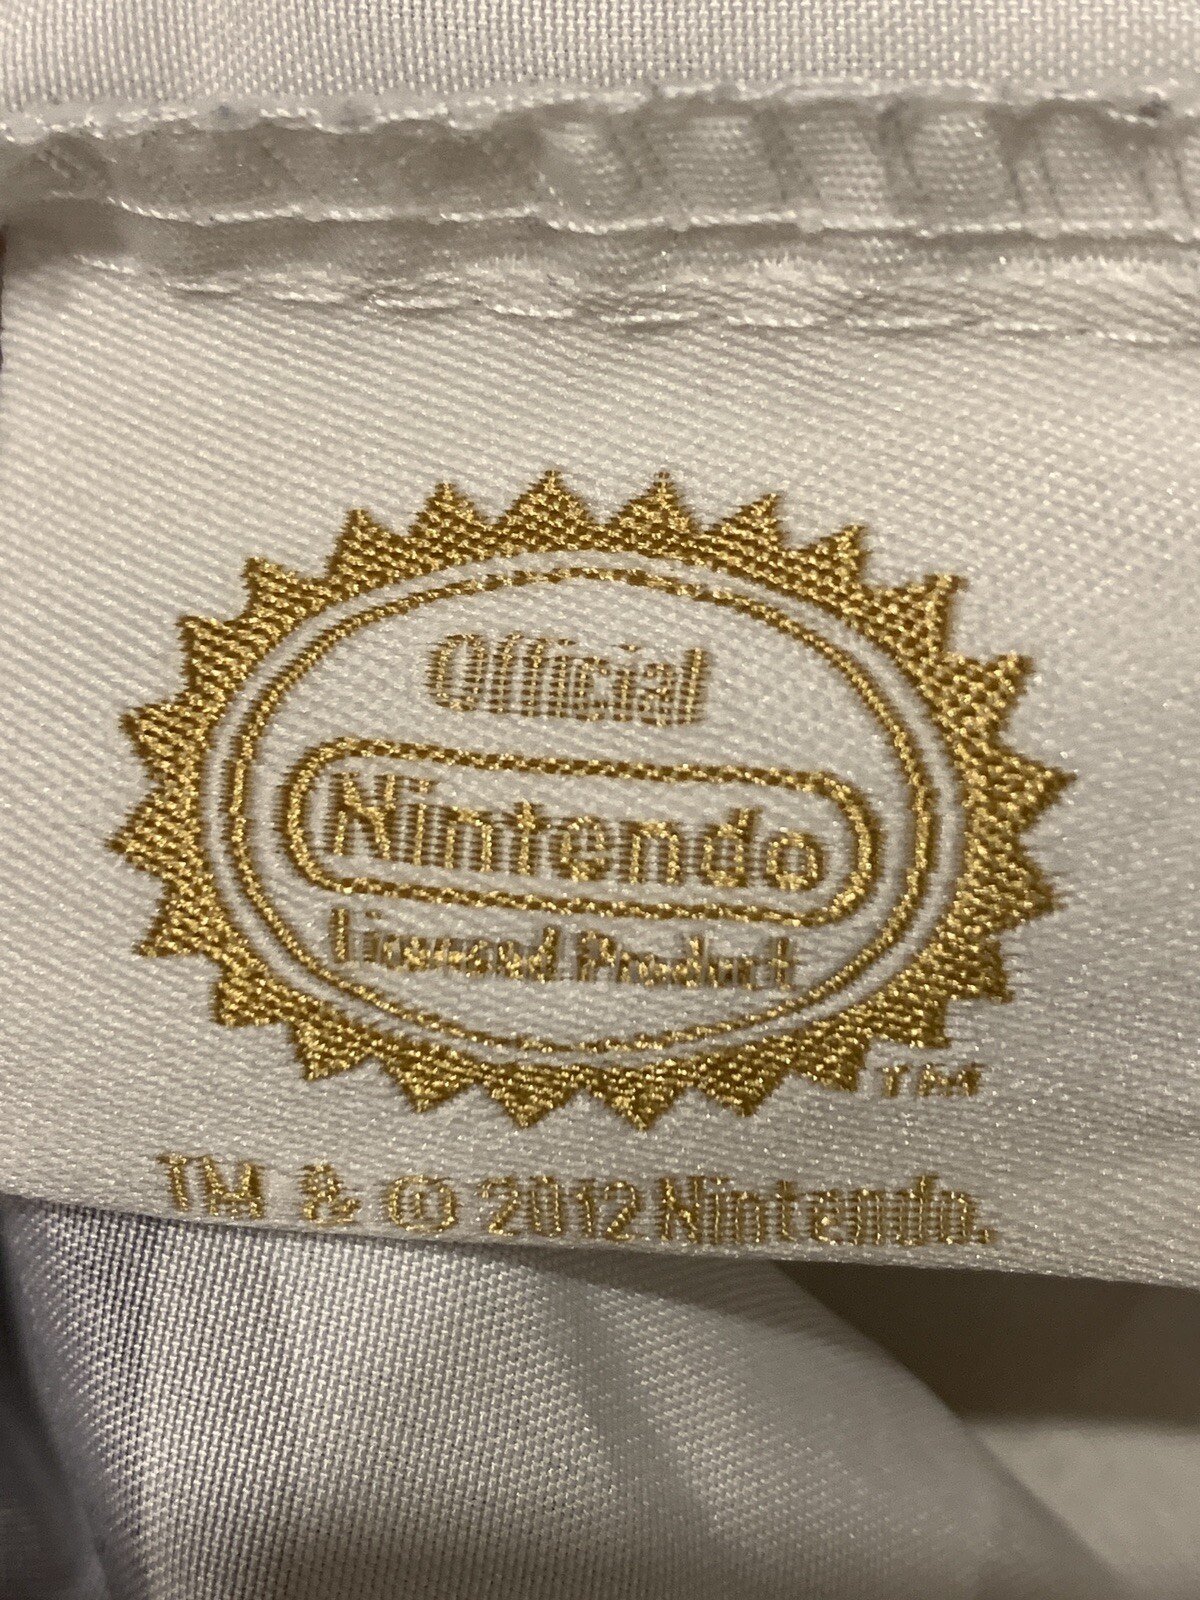 Official
Nintendo
Licensed Product
TM
TM & © 2012 Nintendo.